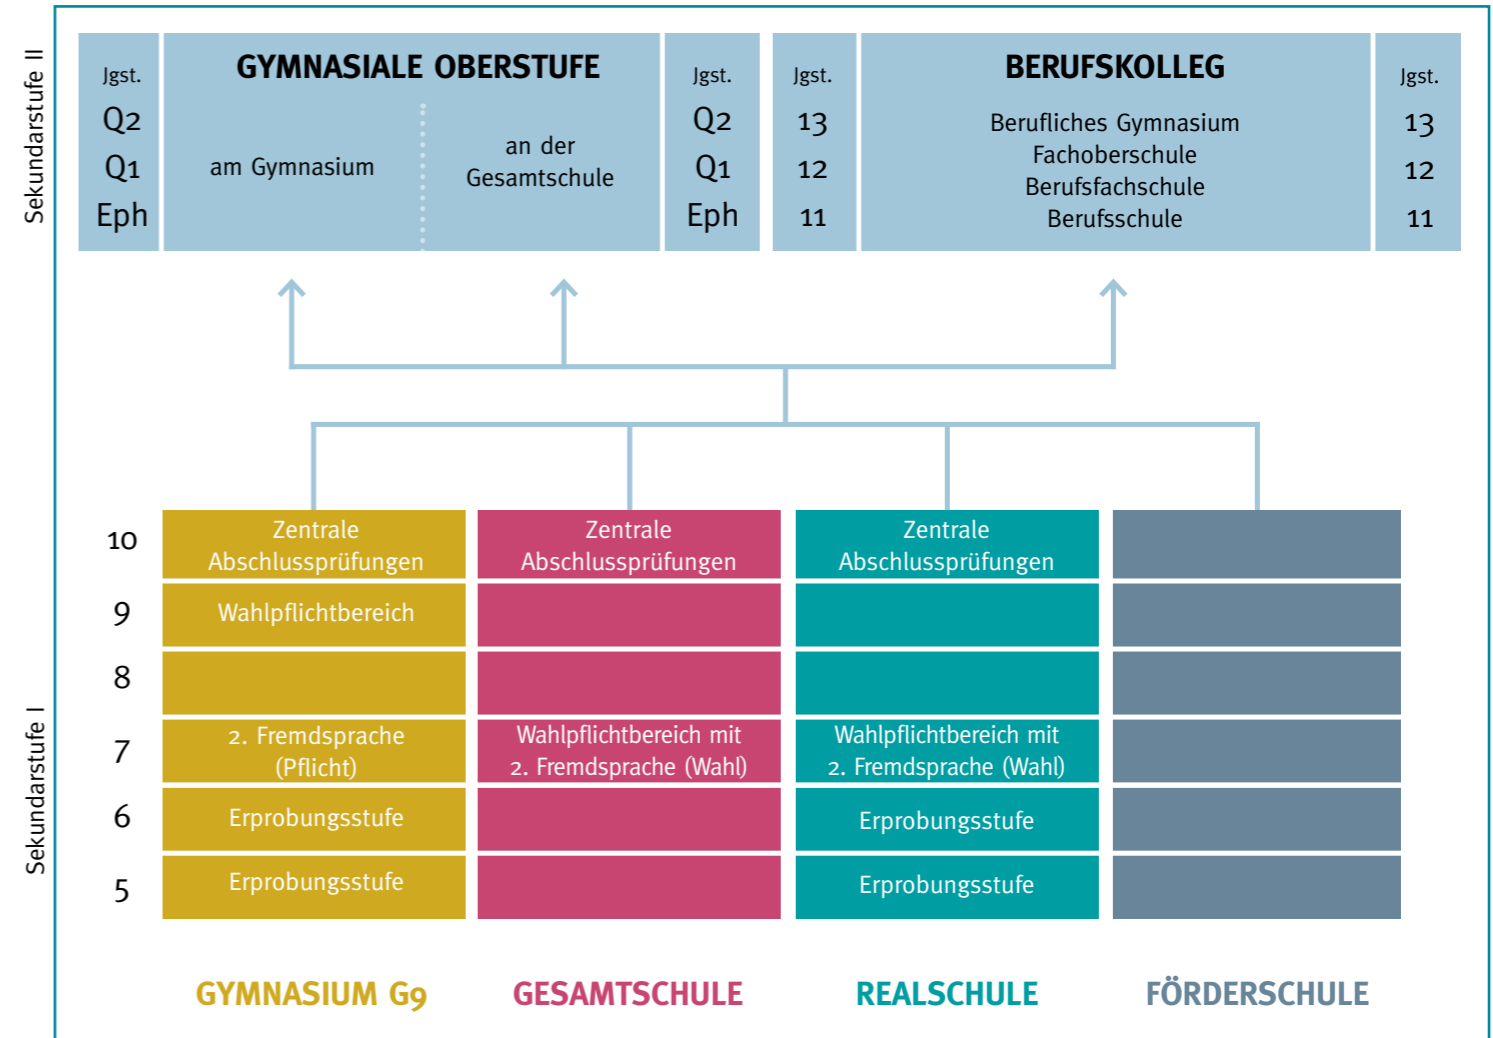 Sekundarstufe II
Jgst.
Q2
Q1
Eph
GYMNASIALE OBERSTUFE
am Gymnasium
an der
Gesamtschule
Jgst.
Q2
Q1
Eph
Jgst.
13
12
11
BERUFSKOLLEG
Berufliches Gymnasium
Fachoberschule
Berufsfachschule
Berufsschule
Jgst.
13
12
11
Sekundarstufe I
10
Zentrale
Abschlussprüfungen
Zentrale
Abschlussprüfungen
Zentrale
Abschlussprüfungen
9
Wahlpflichtbereich
8
7
2. Fremdsprache
(Pflicht)
Wahlpflichtbereich mit
2. Fremdsprache (Wahl)
Wahlpflichtbereich mit
2. Fremdsprache (Wahl)
6
Erprobungsstufe
Erprobungsstufe
5
Erprobungsstufe
Erprobungsstufe
GYMNASIUM G9
GESAMTSCHULE
REALSCHULE
FÖRDERSCHULE